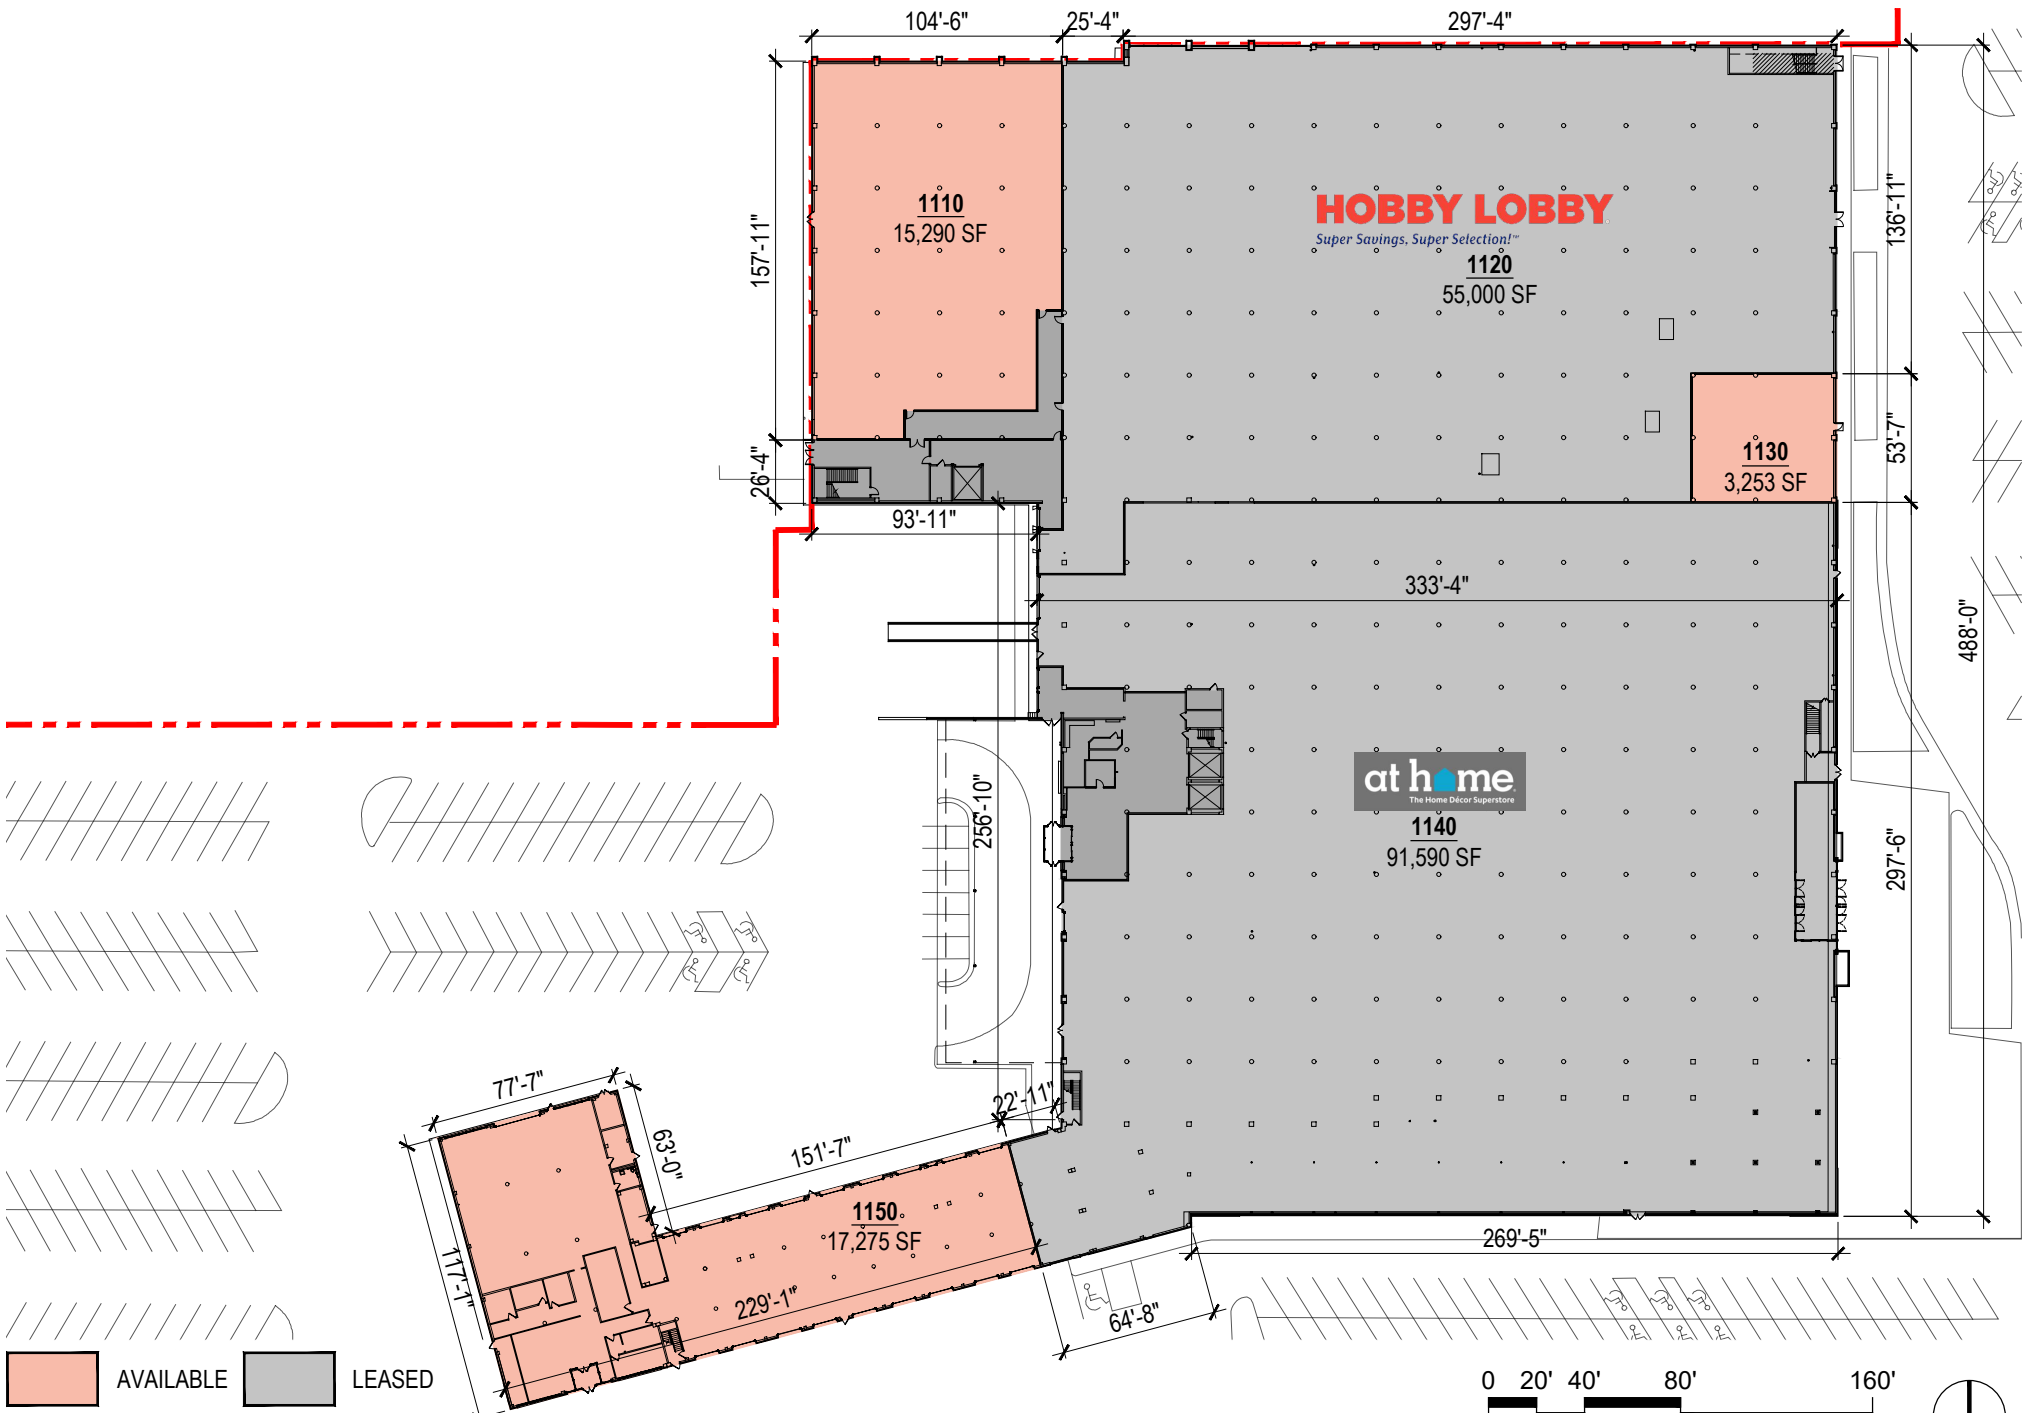 104'-6"
25'-4"
297'-4"
157'-11"
1110
15,290 SF
HOBBY LOBBY
Super Savings, Super Selection!™
1120
55,000 SF
136'-11"
53'-7"
1130
3,253 SF
26'-4"
93'-11"
333'-4"
488'-0"
256'-10"
at home
The Home Décor Superstore
1140
91,590 SF
297'-6"
77'-7"
63'-0"
22'-11"
151'-7"
1150
17,275 SF
229'-1"
117'-1"
269'-5"
64'-8"
AVAILABLE
LEASED
0 20' 40' 80' 160'